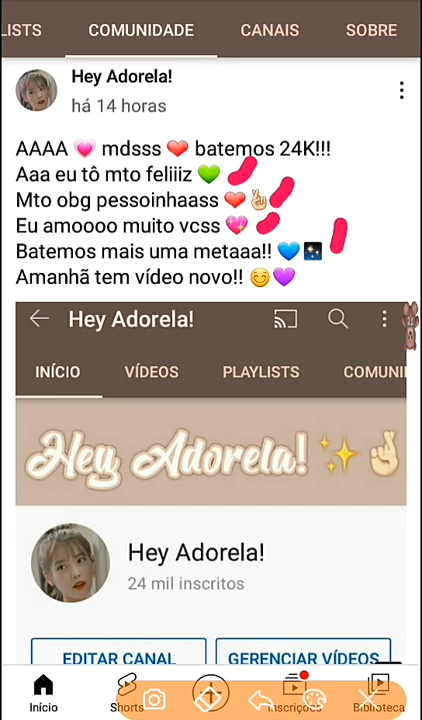 LISTS COMUNIDADE CANAIS SOBRE
Hey Adorela!
há 14 horas
AAAA 💗 mdsss ❤️ batemos 24K!!!
Aaa eu tô mto feliiiz 💚
Mto obg pessoinhaass ❤️🫰🏻
Eu amoooo muito vcss 💖
Batemos mais uma metaaa!! 💙🌌
Amanhã tem vídeo novo!! 😊💜
Hey Adorela!
INÍCIO VÍDEOS PLAYLISTS COMUNI
Hey Adorela! ✨🤞🏻
Hey Adorela!
24 mil inscritos
EDITAR CANAL GERENCIAR VÍDEOS
Início Shorts Inscrições Biblioteca